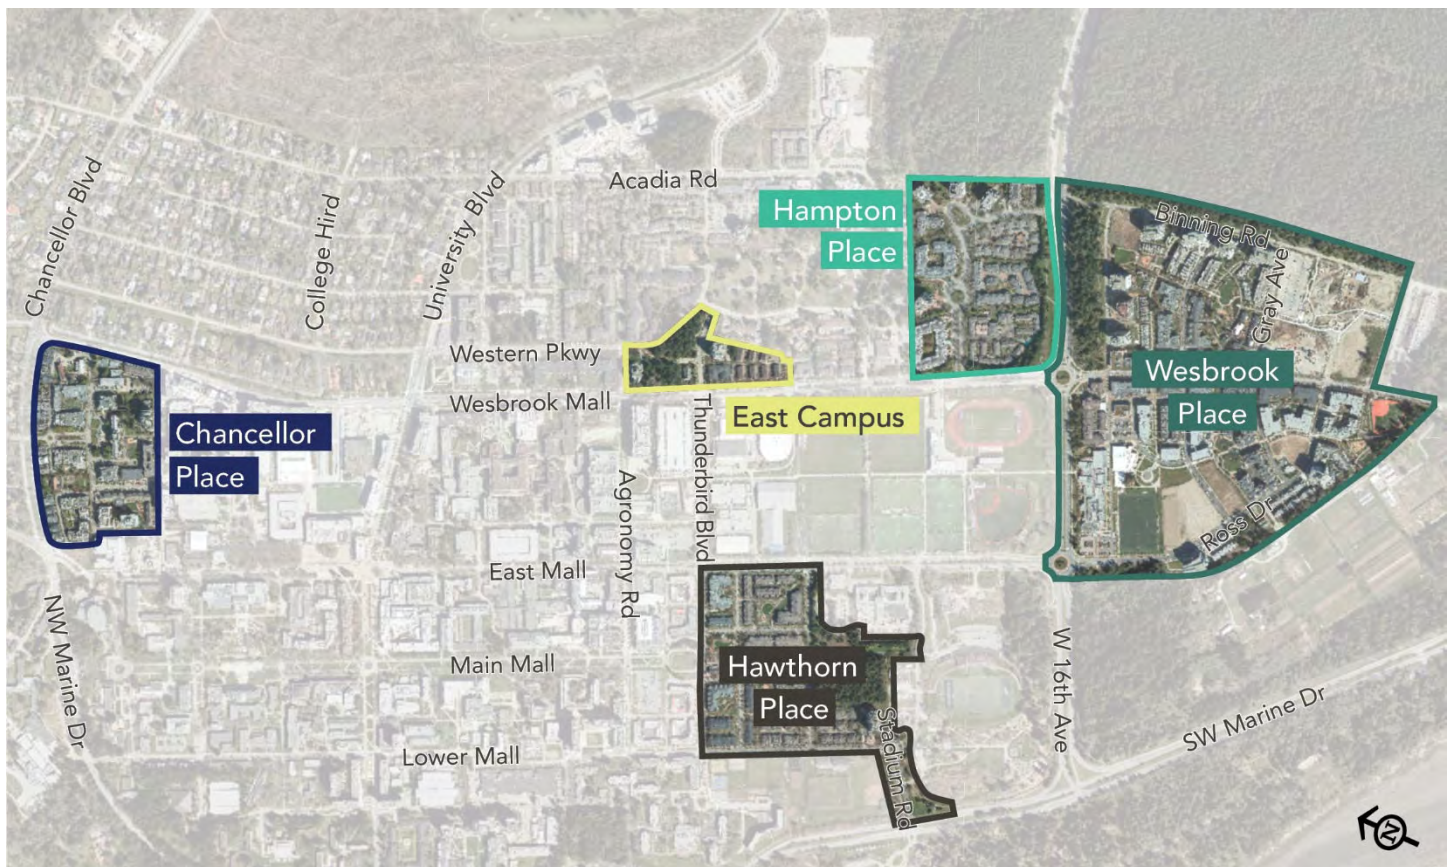 Chancellor Blvd
College Hird
University Blvd
Acadia Rd
Hampton
Place
Binning Rd
Gray Ave
Western Pkwy
Wesbrook Mall
East Campus
Wesbrook
Place
Chancellor
Place
Thunderbird Blvd
Agronomy Rd
Ross Dr
East Mall
NW Marine Dr
Main Mall
Hawthorn
Place
W 16th Ave
Stadium Rd
SW Marine Dr
Lower Mall
N